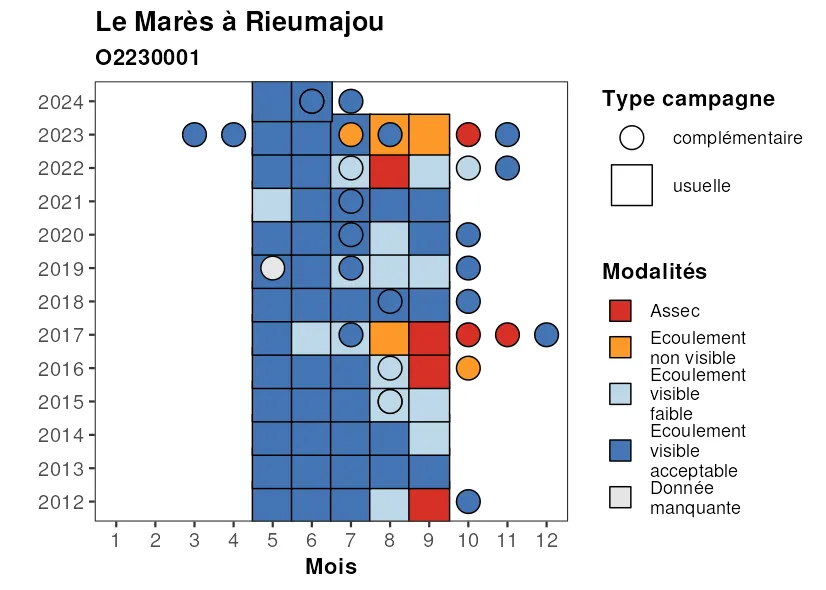 Le Marès à Rieumajou
O2230001
2024
2023
2022
2021
2020
2019
2018
2017
2016
2015
2014
2013
2012
1 2 3 4 5 6 7 8 9 10 11 12
Mois
Type campagne
complémentaire
usuelle
Modalités
Assec
Ecoulement
non visible
Ecoulement
visible
faible
Ecoulement
visible
acceptable
Donnée
manquante